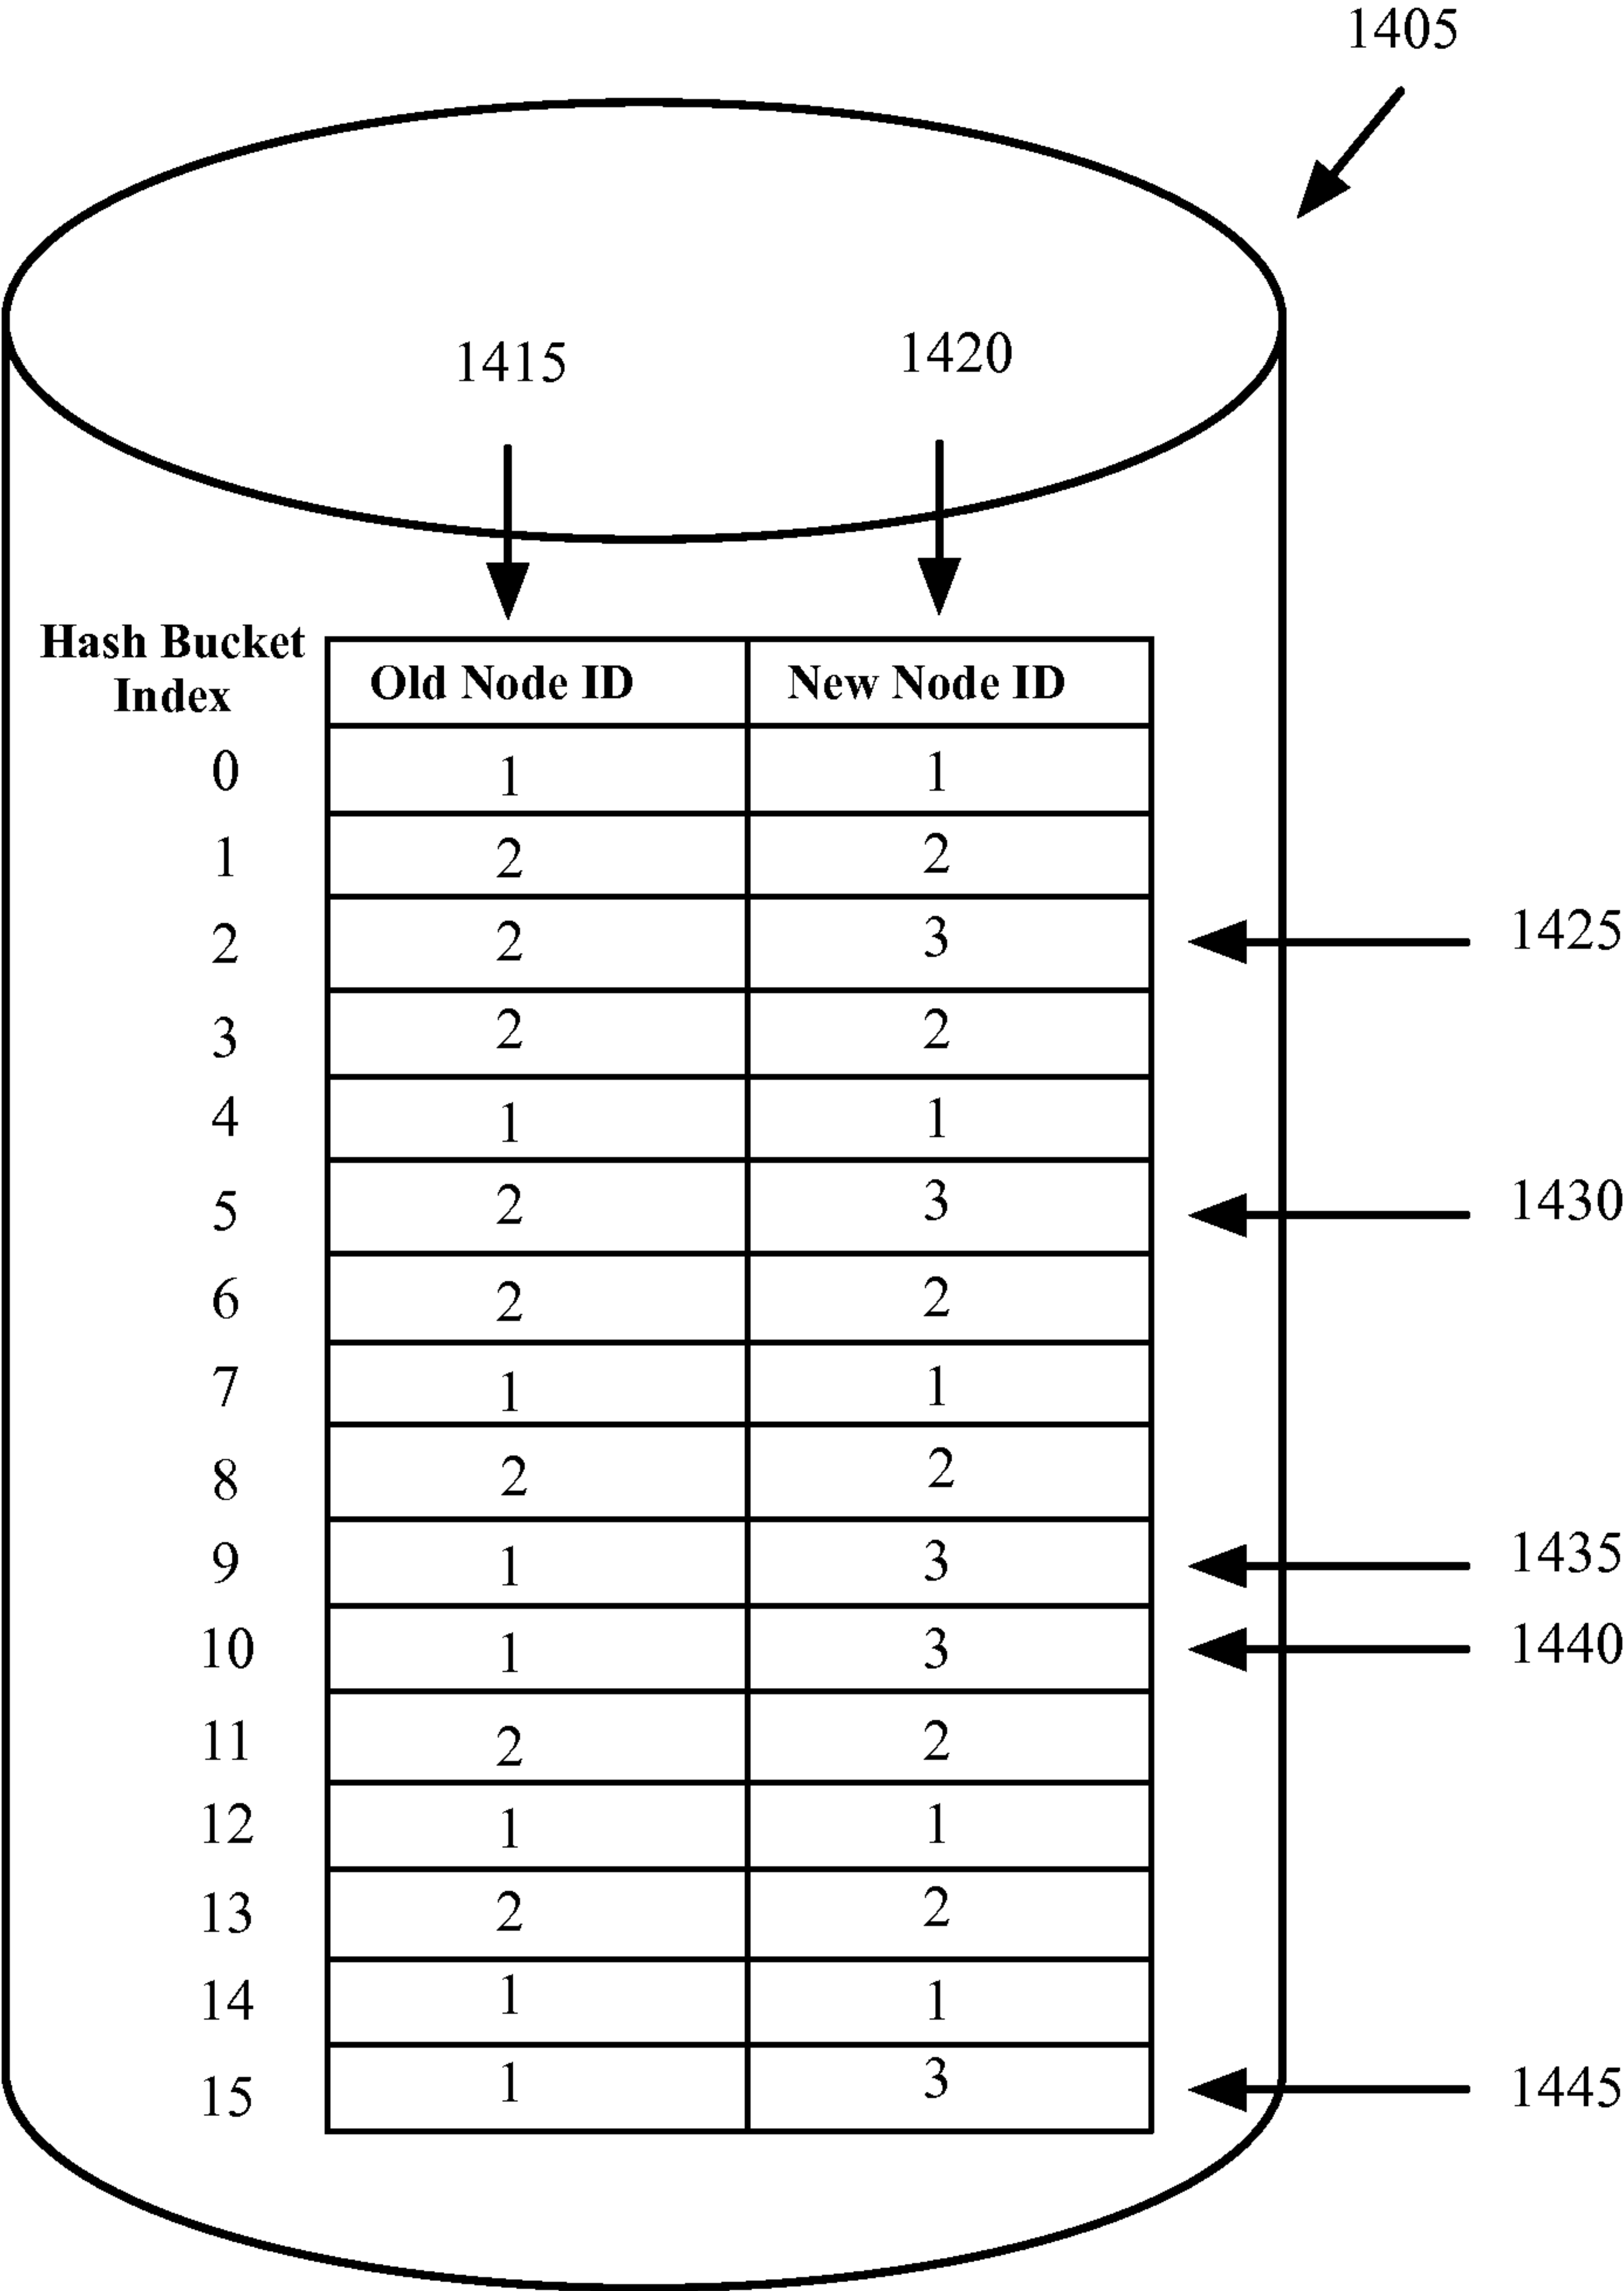 1405
1415 1420
Hash Bucket
Index
Old Node ID New Node ID
0 1 1
1 2 2
2 2 3 1425
3 2 2
4 1 1
5 2 3 1430
6 2 2
7 1 1
8 2 2
9 1 3 1435
10 1 3 1440
11 2 2
12 1 1
13 2 2
14 1 1
15 1 3 1445